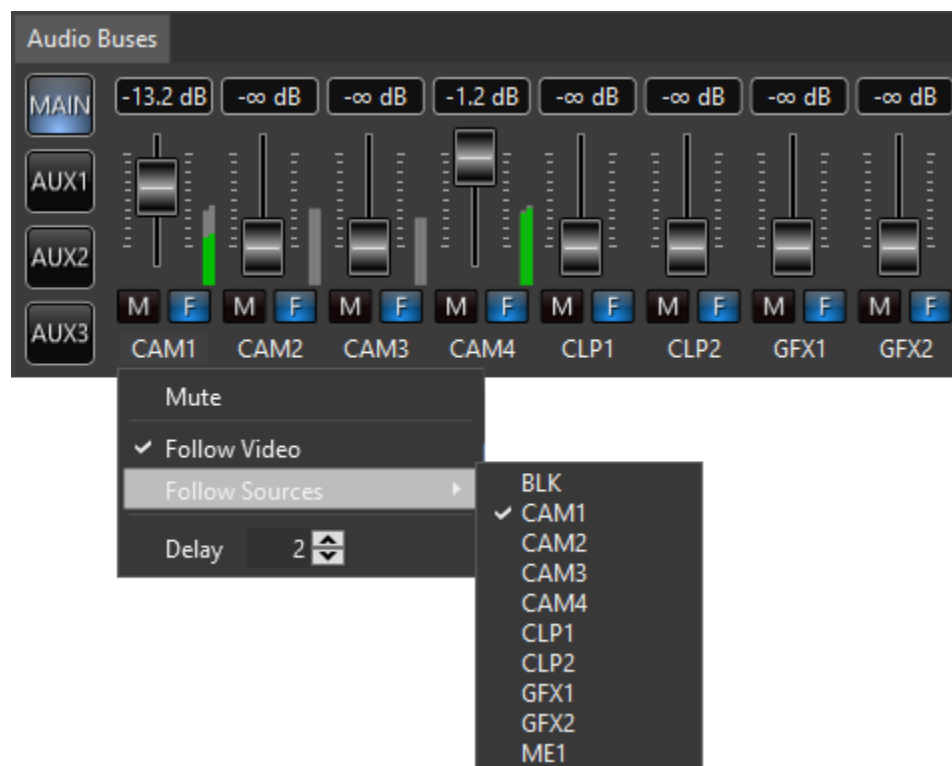 Audio Buses
MAIN -13.2 dB -∞ dB -∞ dB -1.2 dB -∞ dB -∞ dB -∞ dB -∞ dB
AUX1
AUX2
M F M F M F M F M F M F M F M F
AUX3
CAM1 CAM2 CAM3 CAM4 CLP1 CLP2 GFX1 GFX2
Mute
Follow Video
Follow Sources
Delay 2
BLK
CAM1
CAM2
CAM3
CAM4
CLP1
CLP2
GFX1
GFX2
ME1